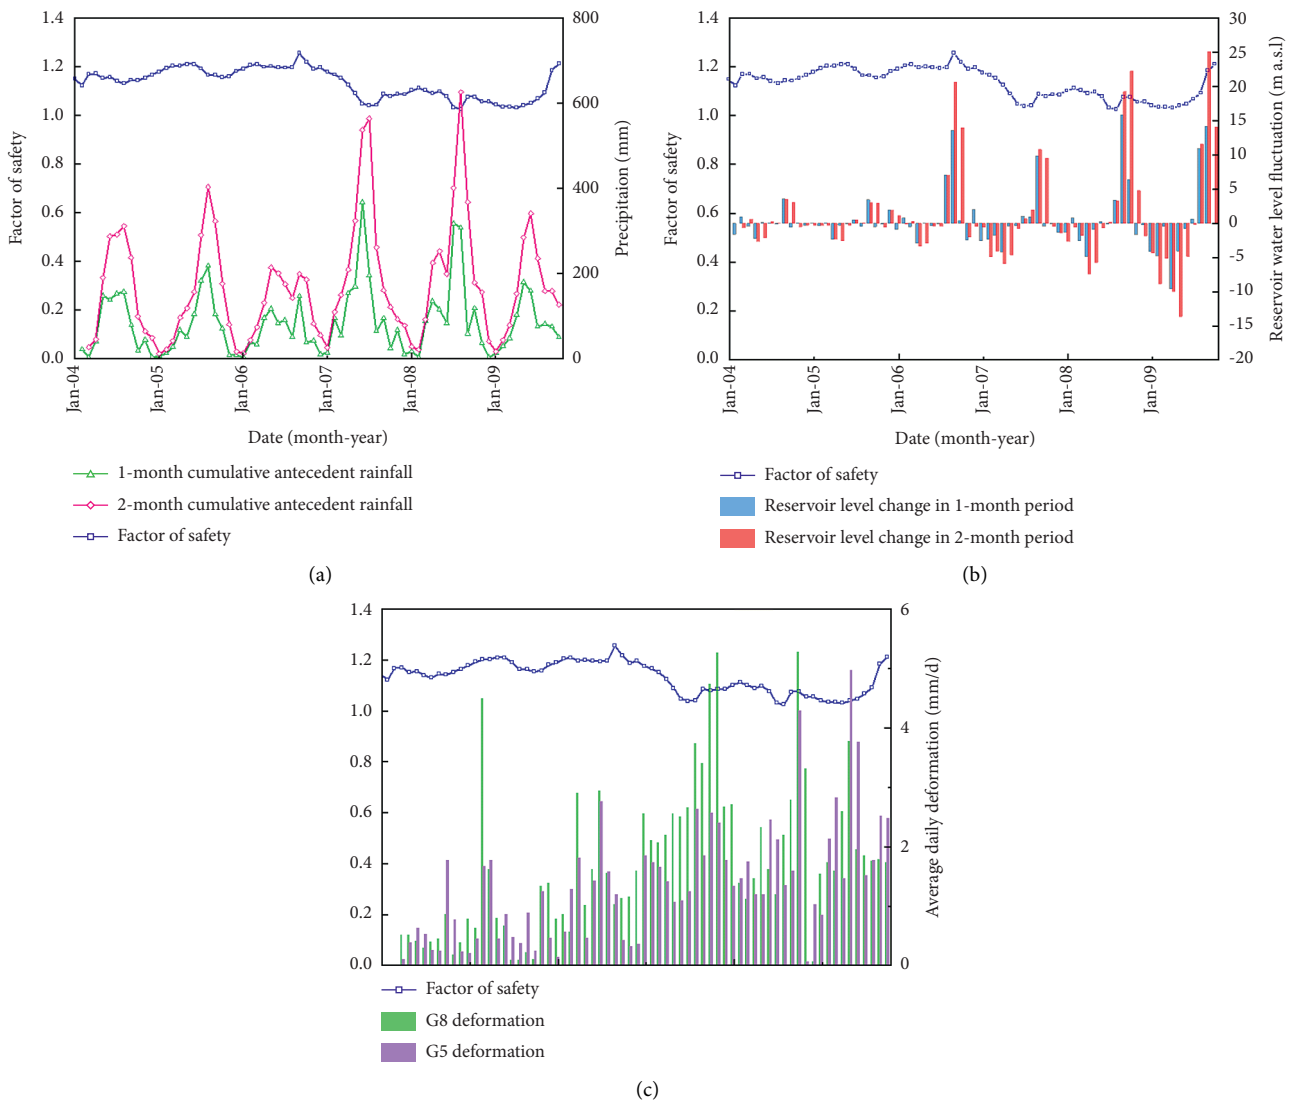 1.4
1.2
1.0
0.8
0.6
0.4
0.2
0.0
Factor of safety
800
600
400
200
0
Precipitaion (mm)
Jan-04
Jan-05
Jan-06
Jan-07
Jan-08
Jan-09
Date (month-year)
1-month cumulative antecedent rainfall
2-month cumulative antecedent rainfall
Factor of safety
(a)
1.4
1.2
1.0
0.8
0.6
0.4
0.2
0.0
Factor of safety
30
25
20
15
10
5
0
-5
-10
-15
-20
Reservoir water level fluctuation (m a.s.l)
Jan-04
Jan-05
Jan-06
Jan-07
Jan-08
Jan-09
Date (month-year)
Factor of safety
Reservoir level change in 1-month period
Reservoir level change in 2-month period
(b)
1.4
1.2
1.0
0.8
0.6
0.4
0.2
0.0
6
4
2
0
Average daily deformation (mm/d)
Factor of safety
G8 deformation
G5 deformation
(c)